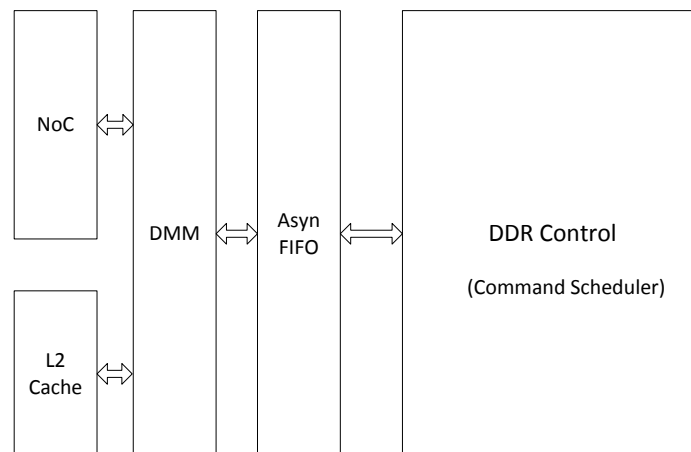 NoC
DMM
Asyn
FIFO
DDR Control
(Command Scheduler)
L2
Cache